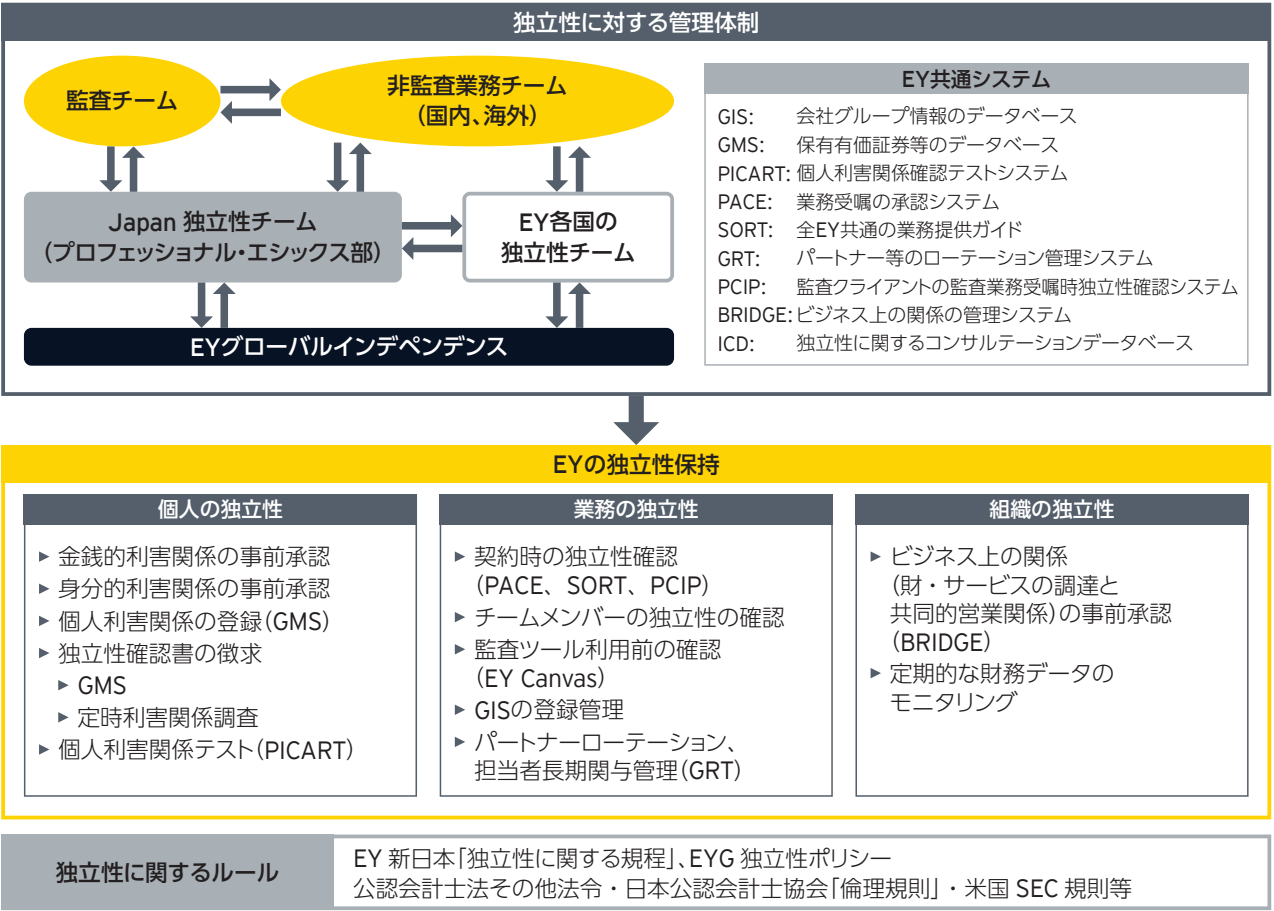 独立性に対する管理体制
監査チーム
非監査業務チーム
（国内、海外）
Japan 独立性チーム
（プロフェッショナル・エシックス部）
EY各国の
独立性チーム
EYグローバルインデペンデンス
EY共通システム
GIS: 会社グループ情報のデータベース
GMS: 保有有価証券等のデータベース
PICART: 個人利害関係確認テストシステム
PACE: 業務受嘱の承認システム
SORT: 全EY共通の業務提供ガイド
GRT: パートナー等のローテーション管理システム
PCIP: 監査クライアントの監査業務受嘱時独立性確認システム
BRIDGE: ビジネス上の関係の管理システム
ICD: 独立性に関するコンサルテーションデータベース
EYの独立性保持
個人の独立性
▶ 金銭的利害関係の事前承認
▶ 身分的利害関係の事前承認
▶ 個人利害関係の登録（GMS）
▶ 独立性確認書の徴求
▶ GMS
▶ 定時利害関係調査
▶ 個人利害関係テスト（PICART）
業務の独立性
▶ 契約時の独立性確認
（PACE、SORT、PCIP）
▶ チームメンバーの独立性の確認
▶ 監査ツール利用前の確認
（EY Canvas）
▶ GISの登録管理
▶ パートナーローテーション、
担当者長期関与管理（GRT）
組織の独立性
▶ ビジネス上の関係
（財・サービスの調達と
共同的営業関係）の事前承認
（BRIDGE）
▶ 定期的な財務データの
モニタリング
独立性に関するルール
EY 新日本「独立性に関する規程」、EYG 独立性ポリシー
公認会計士法その他法令・日本公認会計士協会「倫理規則」・米国 SEC 規則等